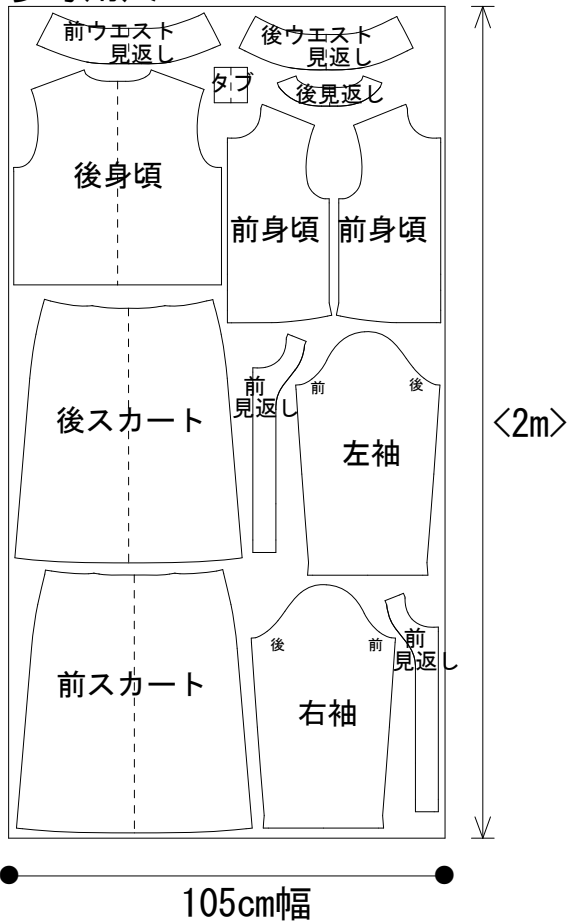 前ウエスト
見返し
後ウエスト
見返し
タブ
後見返し
後身頃
前身頃
前身頃
後スカート
前
見返し
前
後
左袖
<2m>
前スカート
後
前
右袖
前
見返し
105cm幅